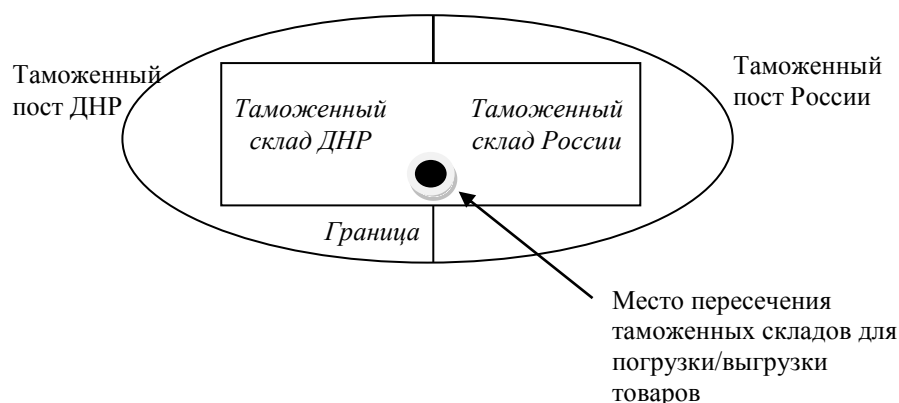 Таможенный
пост ДНР
Таможенный
склад ДНР
Таможенный
склад России
Таможенный
пост России
Граница
Место пересечения
таможенных складов для
погрузки/выгрузки
товаров